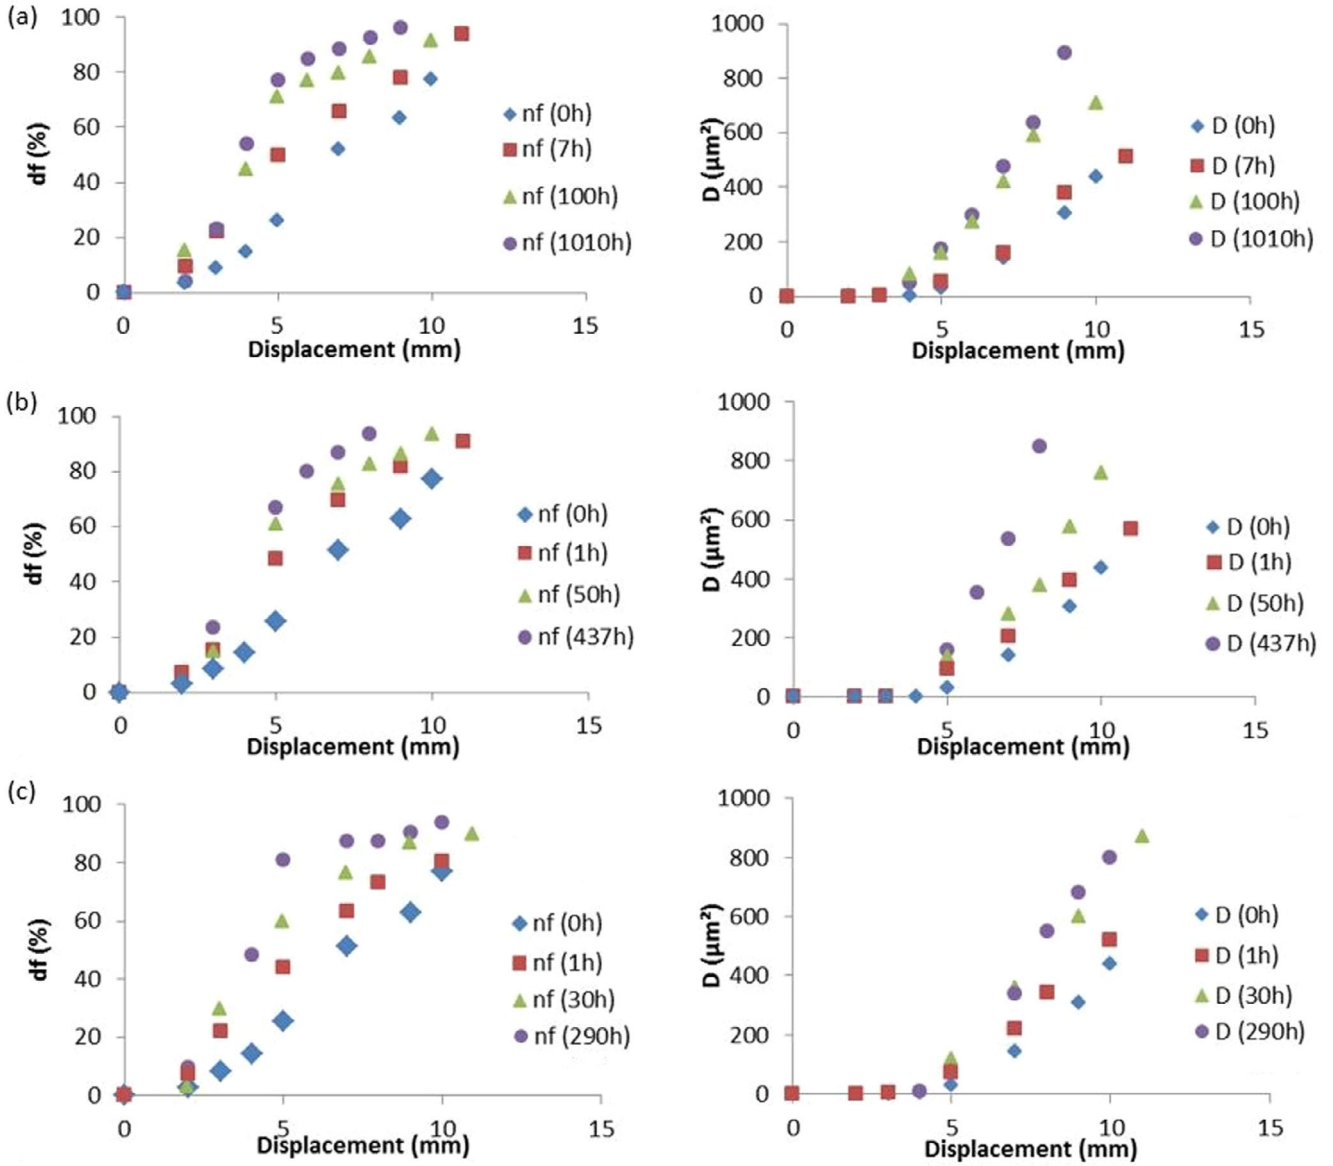 (a)
100
80
60
40
20
0
df (%)
0 5 10 15
Displacement (mm)
nf (0h)
nf (7h)
nf (100h)
nf (1010h)
1000
800
600
400
200
0
D (µm²)
0 5 10 15
Displacement (mm)
D (0h)
D (7h)
D (100h)
D (1010h)
(b)
100
80
60
40
20
0
df (%)
0 5 10 15
Displacement (mm)
nf (0h)
nf (1h)
nf (50h)
nf (437h)
1000
800
600
400
200
0
D (µm²)
0 5 10 15
Displacement (mm)
D (0h)
D (1h)
D (50h)
D (437h)
(c)
100
80
60
40
20
0
df (%)
0 5 10 15
Displacement (mm)
nf (0h)
nf (1h)
nf (30h)
nf (290h)
1000
800
600
400
200
0
D (µm²)
0 5 10 15
Displacement (mm)
D (0h)
D (1h)
D (30h)
D (290h)